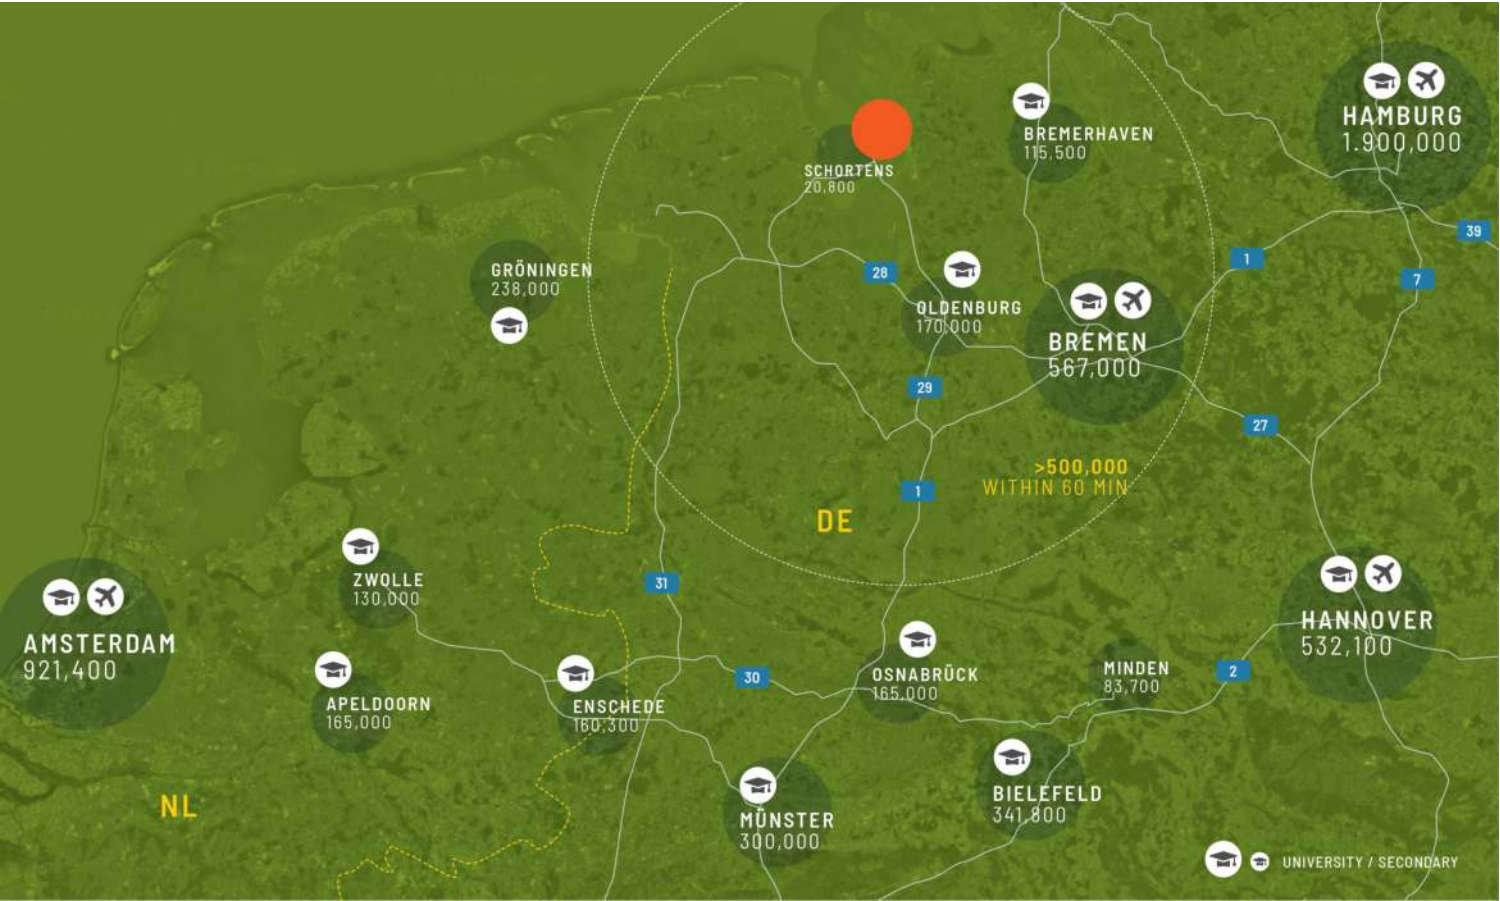 HAMBURG
1.900,000
BREMERHAVEN
115,500
SCHORTENS
20,800
39
1
7
28
GRÖNINGEN
238,000
OLDENBURG
170,000
BREMEN
567,000
29
27
>500,000
WITHIN 60 MIN
1
DE
ZWOLLE
130,000
31
AMSTERDAM
921,400
HANNOVER
532,100
OSNABRÜCK
165,000
MINDEN
83,700
2
30
APELDOORN
165,000
ENSCHEDE
160,300
NL
MÜNSTER
300,000
BIELEFELD
341,800
UNIVERSITY / SECONDARY